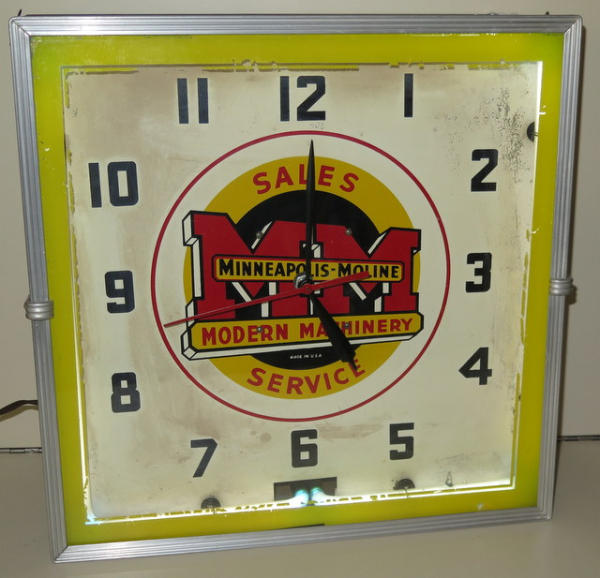 11 12 1
10 2
9 3
8 4
7 6 5
SALES
MM
MINNEAPOLIS-MOLINE
MODERN MACHINERY
MADE IN U.S.A.
SERVICE